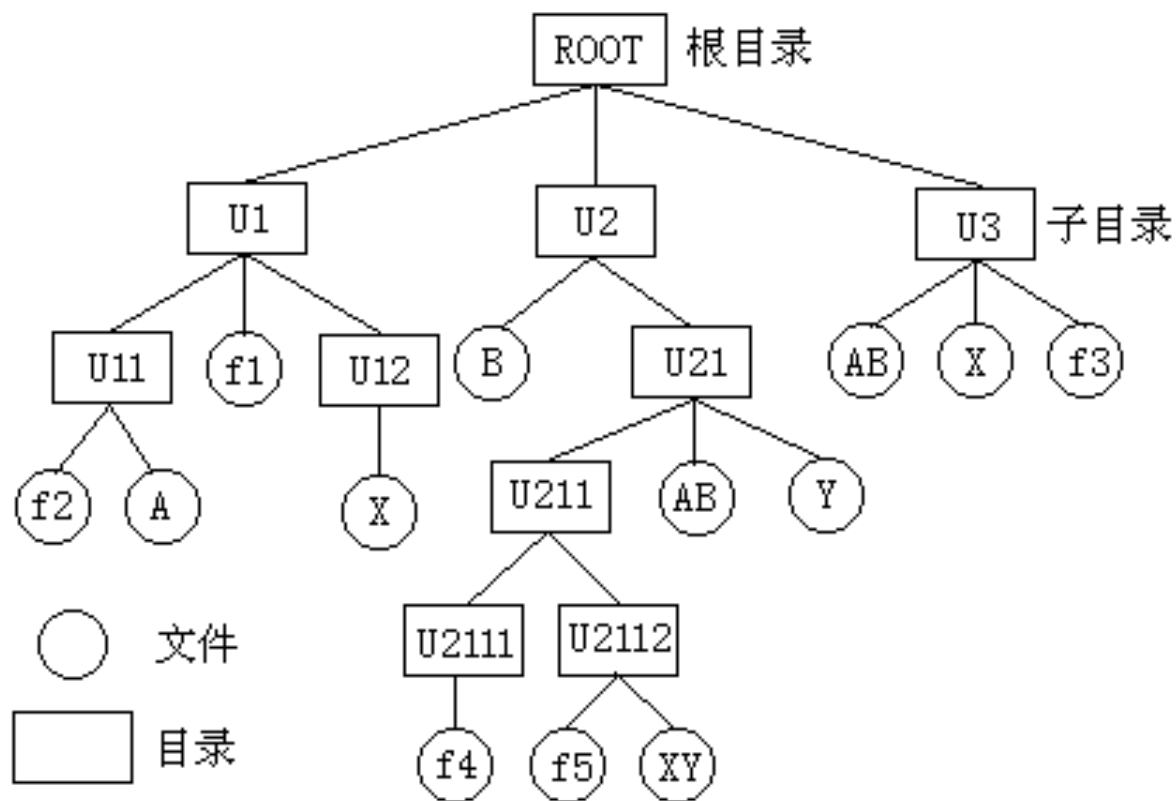 ROOT 根目录
U1 U2 U3 子目录
U11 f1 U12 B U21 AB X f3
f2 A X U211 AB Y
文件 U2111 U2112
目录 f4 f5 XY